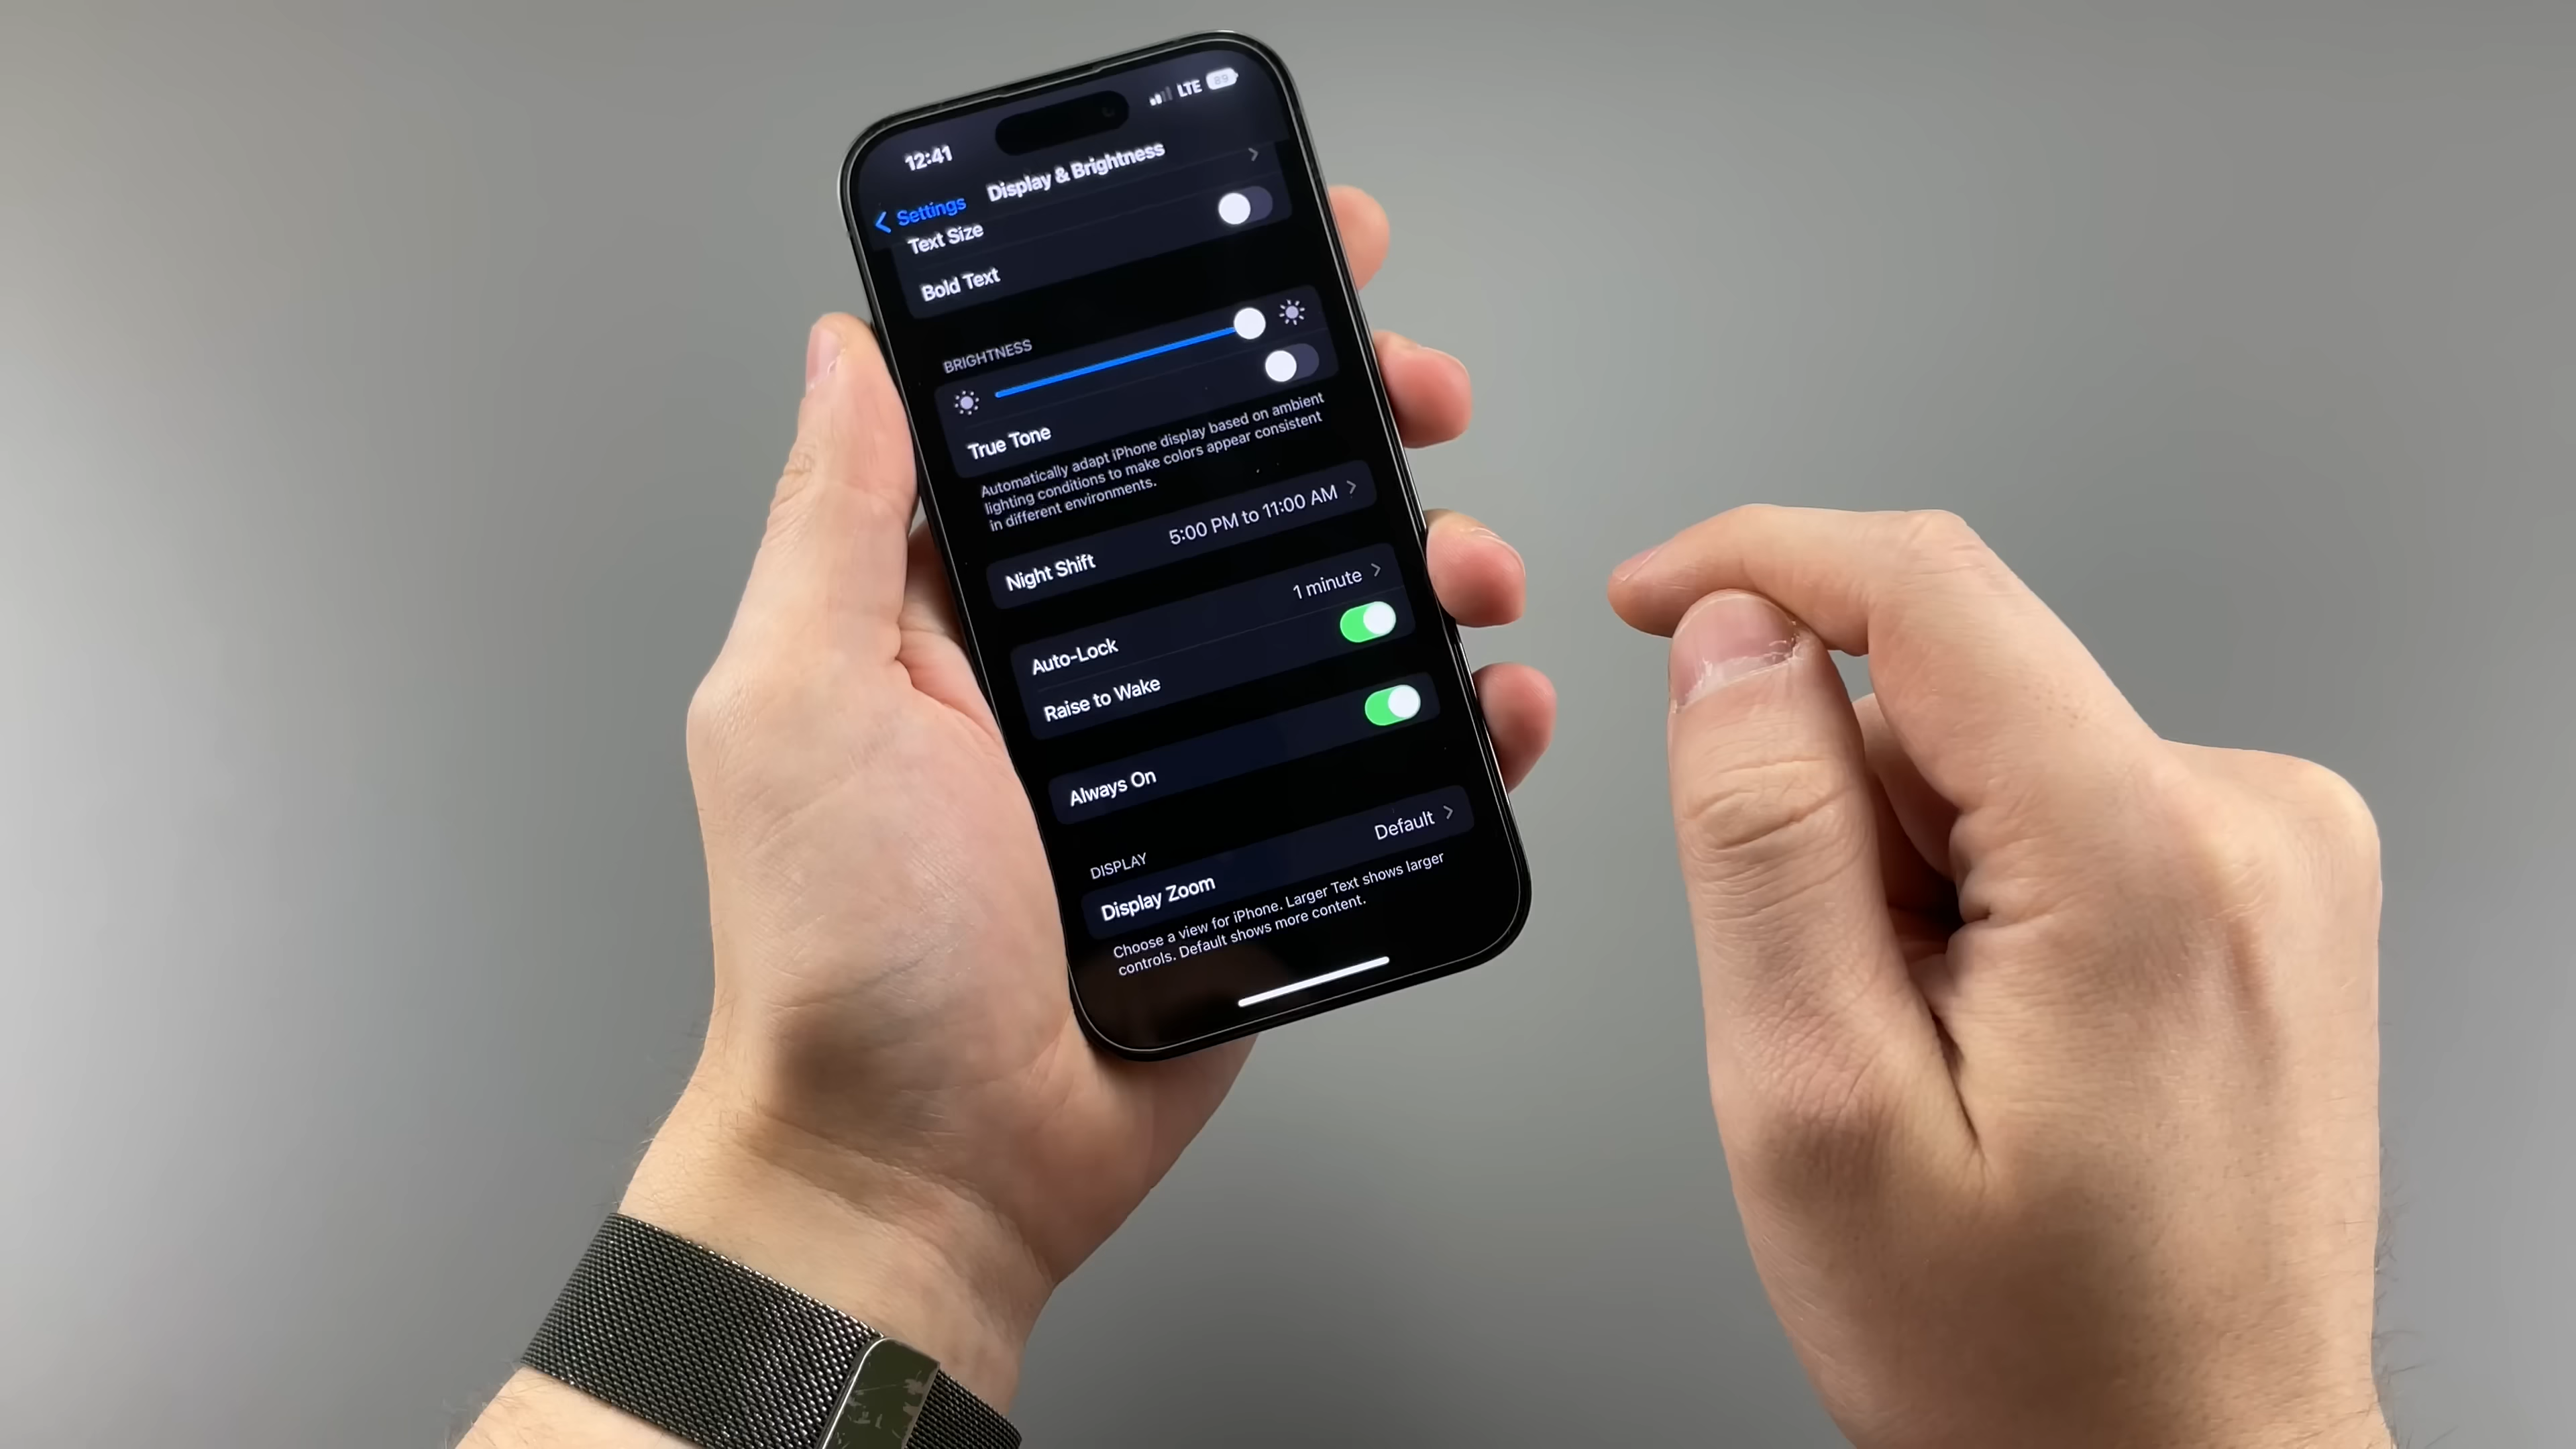 12:41
LTE 89
Settings
Display & Brightness
Text Size
Bold Text
BRIGHTNESS
True Tone
Automatically adapt iPhone display based on ambient
lighting conditions to make colors appear consistent
in different environments.
Night Shift 5:00 PM to 11:00 AM
Auto-Lock 1 minute
Raise to Wake
Always On
DISPLAY
Display Zoom Default
Choose a view for iPhone. Larger Text shows larger
controls. Default shows more content.